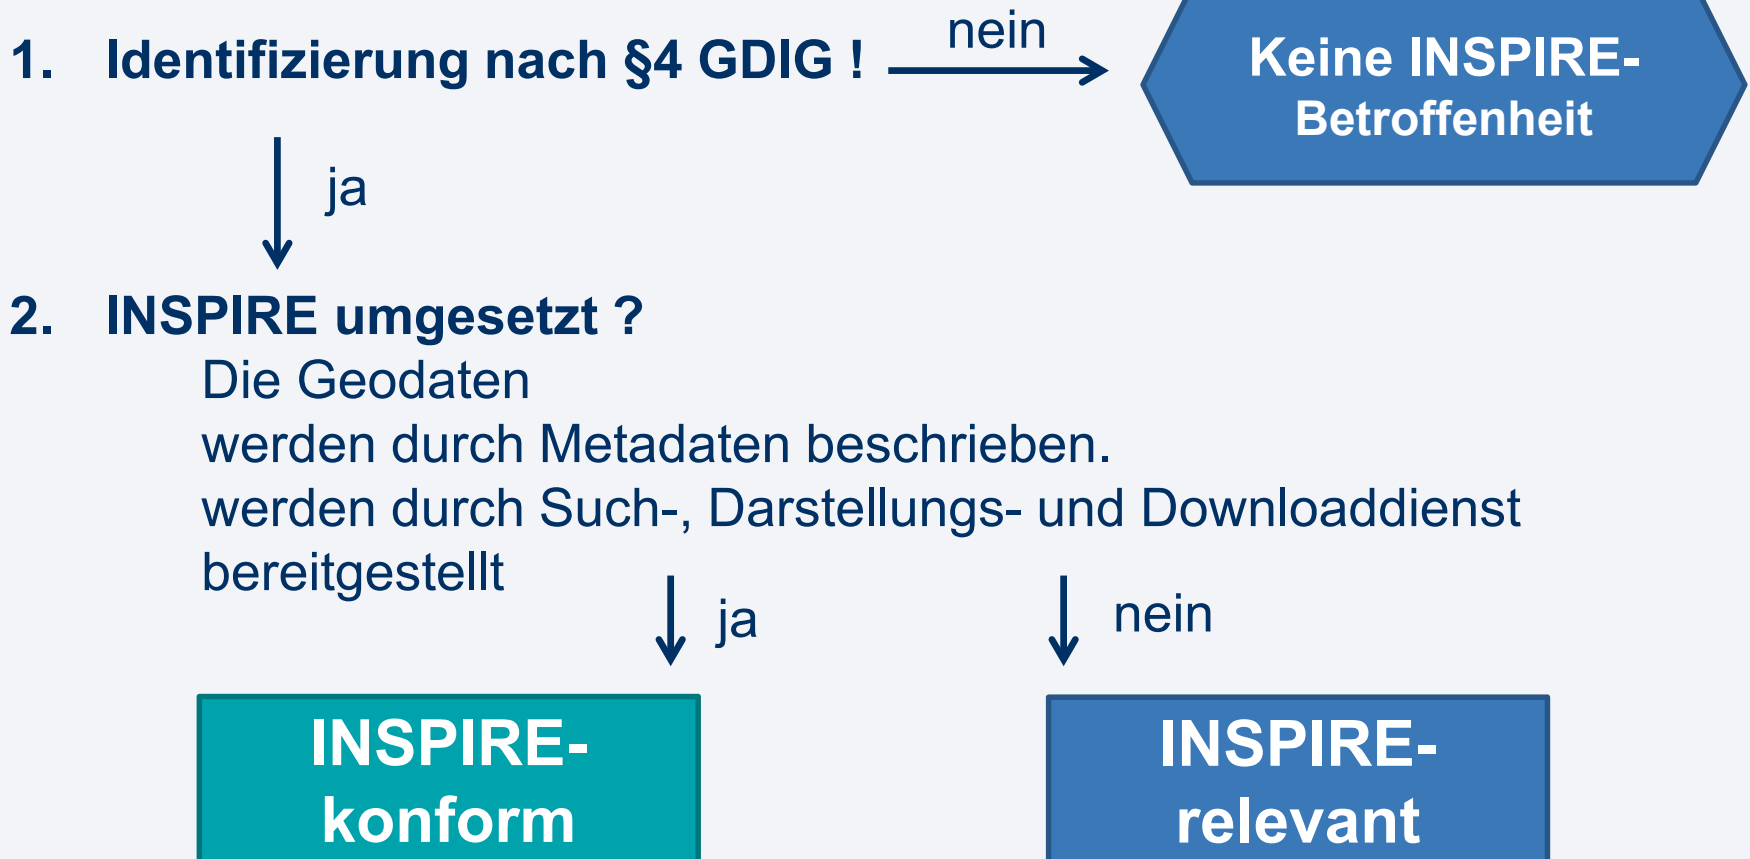 1. Identifizierung nach §4 GDIG !
nein
Keine INSPIRE-
Betroffenheit
ja
2. INSPIRE umgesetzt ?
Die Geodaten
werden durch Metadaten beschrieben.
werden durch Such-, Darstellungs- und Downloaddienst
bereitgestellt
ja
nein
INSPIRE-
konform
INSPIRE-
relevant